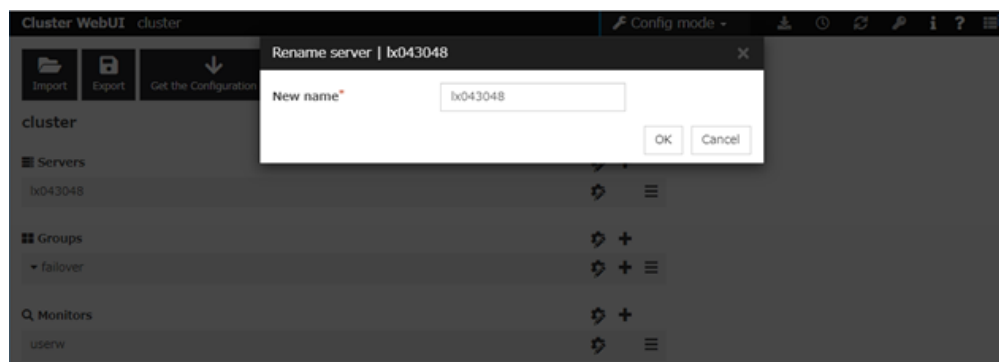 Cluster WebUI cluster
Config mode
i ?
Rename server | lx043048
×
Import
Export
Get the Configuration
New name*
lx043048
OK
Cancel
cluster
Servers
lx043048
Groups
failover
Monitors
userw